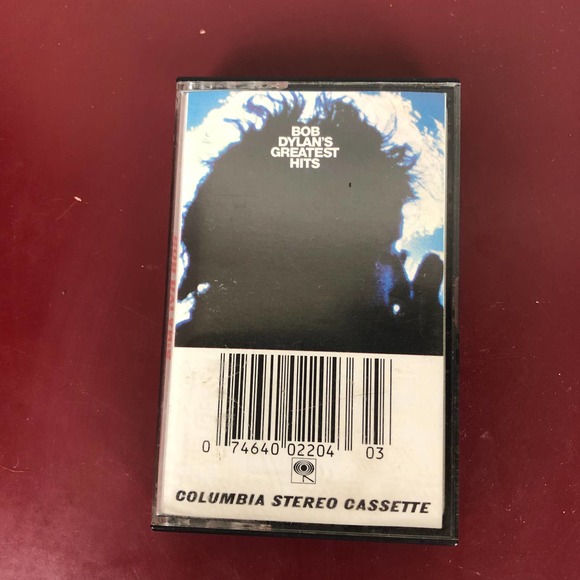 BOB
DYLAN'S
GREATEST
HITS
0 74640 02204 03
COLUMBIA STEREO CASSETTE